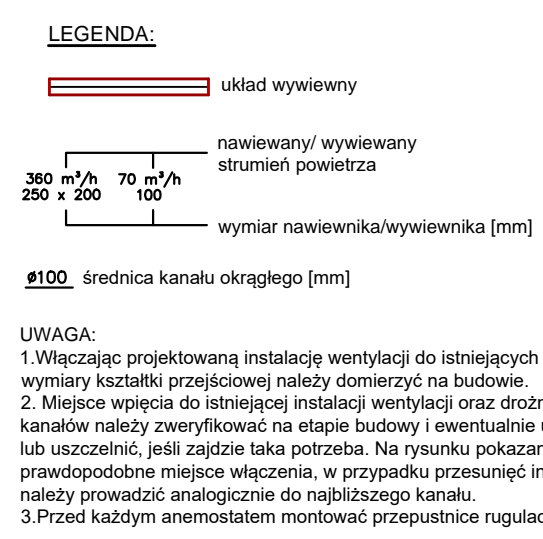 LEGENDA:
układ wywiewny
nawiewany/ wywiewany
strumień powietrza
360 m³/h 70 m³/h
250 x 200 100
wymiar nawiewnika/wywiewnika [mm]
ø100 średnica kanału okrągłego [mm]
UWAGA:
1.Włączając projektowaną instalację wentylacji do istniejących
wymiary kształtki przejściowej należy domierzyć na budowie.
2. Miejsce wpięcia do istniejącej instalacji wentylacji oraz
kanałów należy zweryfikować na etapie budowy i ewentualnie
lub uszczelnić, jeśli zajdzie taka potrzeba. Na rysunku
prawdopodobne miejsce włączenia, w przypadku przesunięć
należy prowadzić analogicznie do najbliższego kanału.
3.Przed każdym anemostatem montować przepustnice